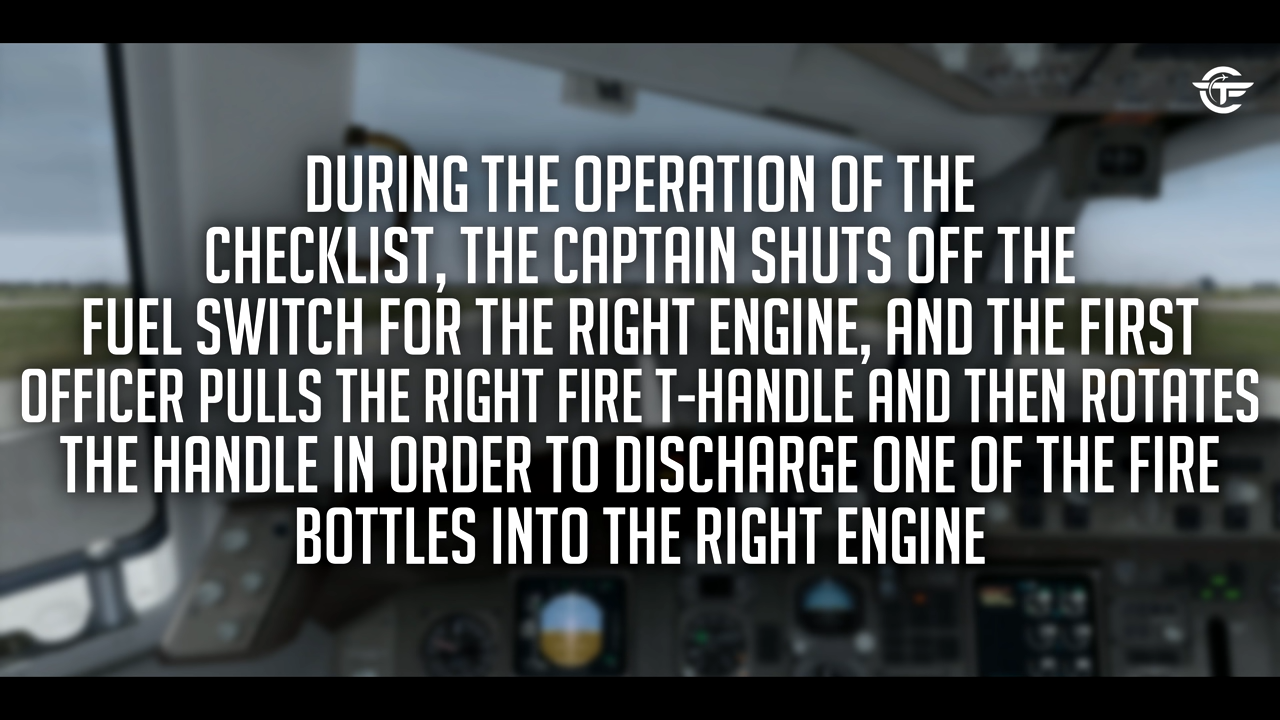 DURING THE OPERATION OF THE
CHECKLIST, THE CAPTAIN SHUTS OFF THE
FUEL SWITCH FOR THE RIGHT ENGINE, AND THE FIRST
OFFICER PULLS THE RIGHT FIRE T-HANDLE AND THEN ROTATES
THE HANDLE IN ORDER TO DISCHARGE ONE OF THE FIRE
BOTTLES INTO THE RIGHT ENGINE